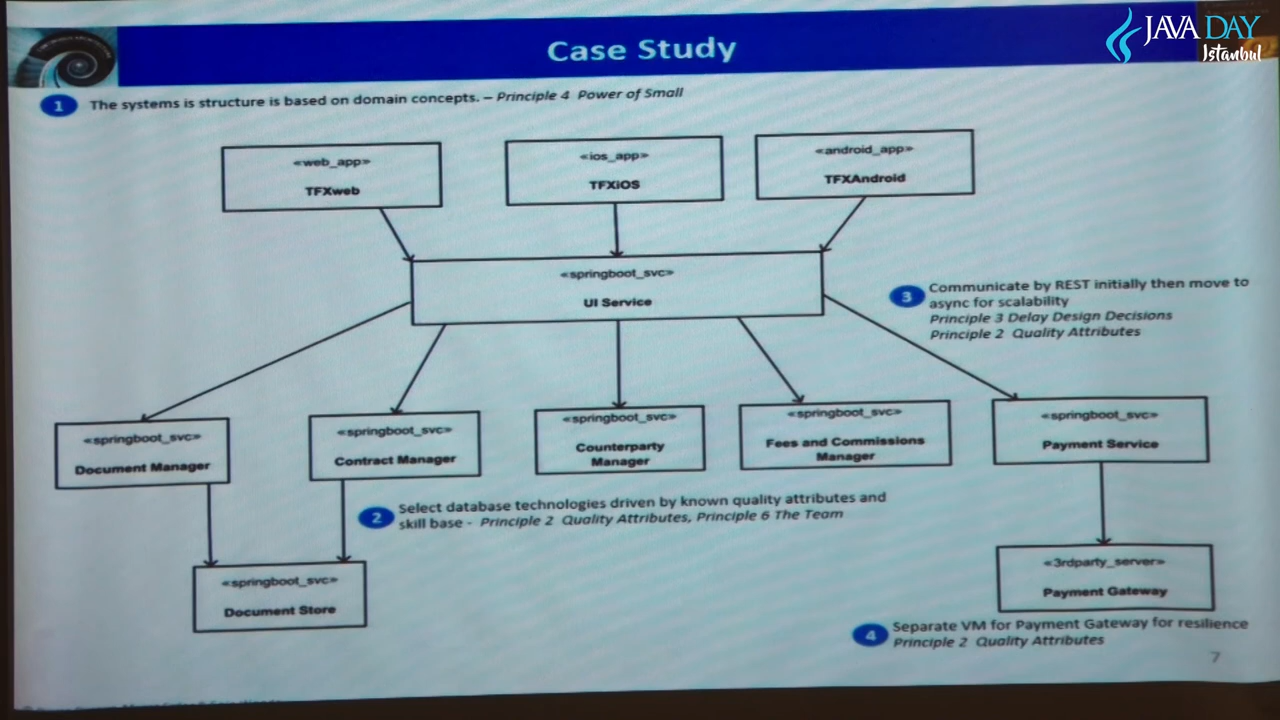 JAVA DAY
Istanbul
Case Study
1 The systems is structure is based on domain concepts. – Principle 4 Power of Small
«web_app»
TFXweb
«ios_app»
TFXiOS
«android_app»
TFXAndroid
«springboot_svc»
UI Service
3 Communicate by REST initially then move to
async for scalability
Principle 3 Delay Design Decisions
Principle 2 Quality Attributes
«springboot_svc»
Document Manager
«springboot_svc»
Contract Manager
«springboot_svc»
Counterparty
Manager
«springboot_svc»
Fees and Commissions
Manager
«springboot_svc»
Payment Service
2 Select database technologies driven by known quality attributes and
skill base - Principle 2 Quality Attributes, Principle 6 The Team
«springboot_svc»
Document Store
«3rdparty_server»
Payment Gateway
4 Separate VM for Payment Gateway for resilience
Principle 2 Quality Attributes
7